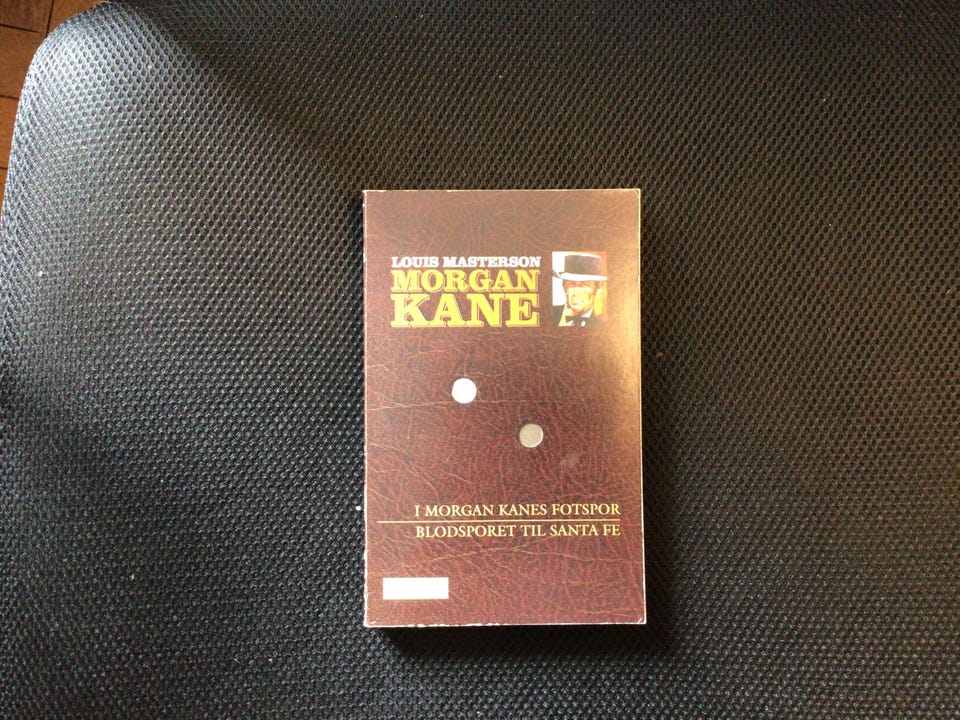 LOUIS MASTERSON
MORGAN
KANE
I MORGAN KANES FOTSPOR
BLODSPORET TIL SANTA FE